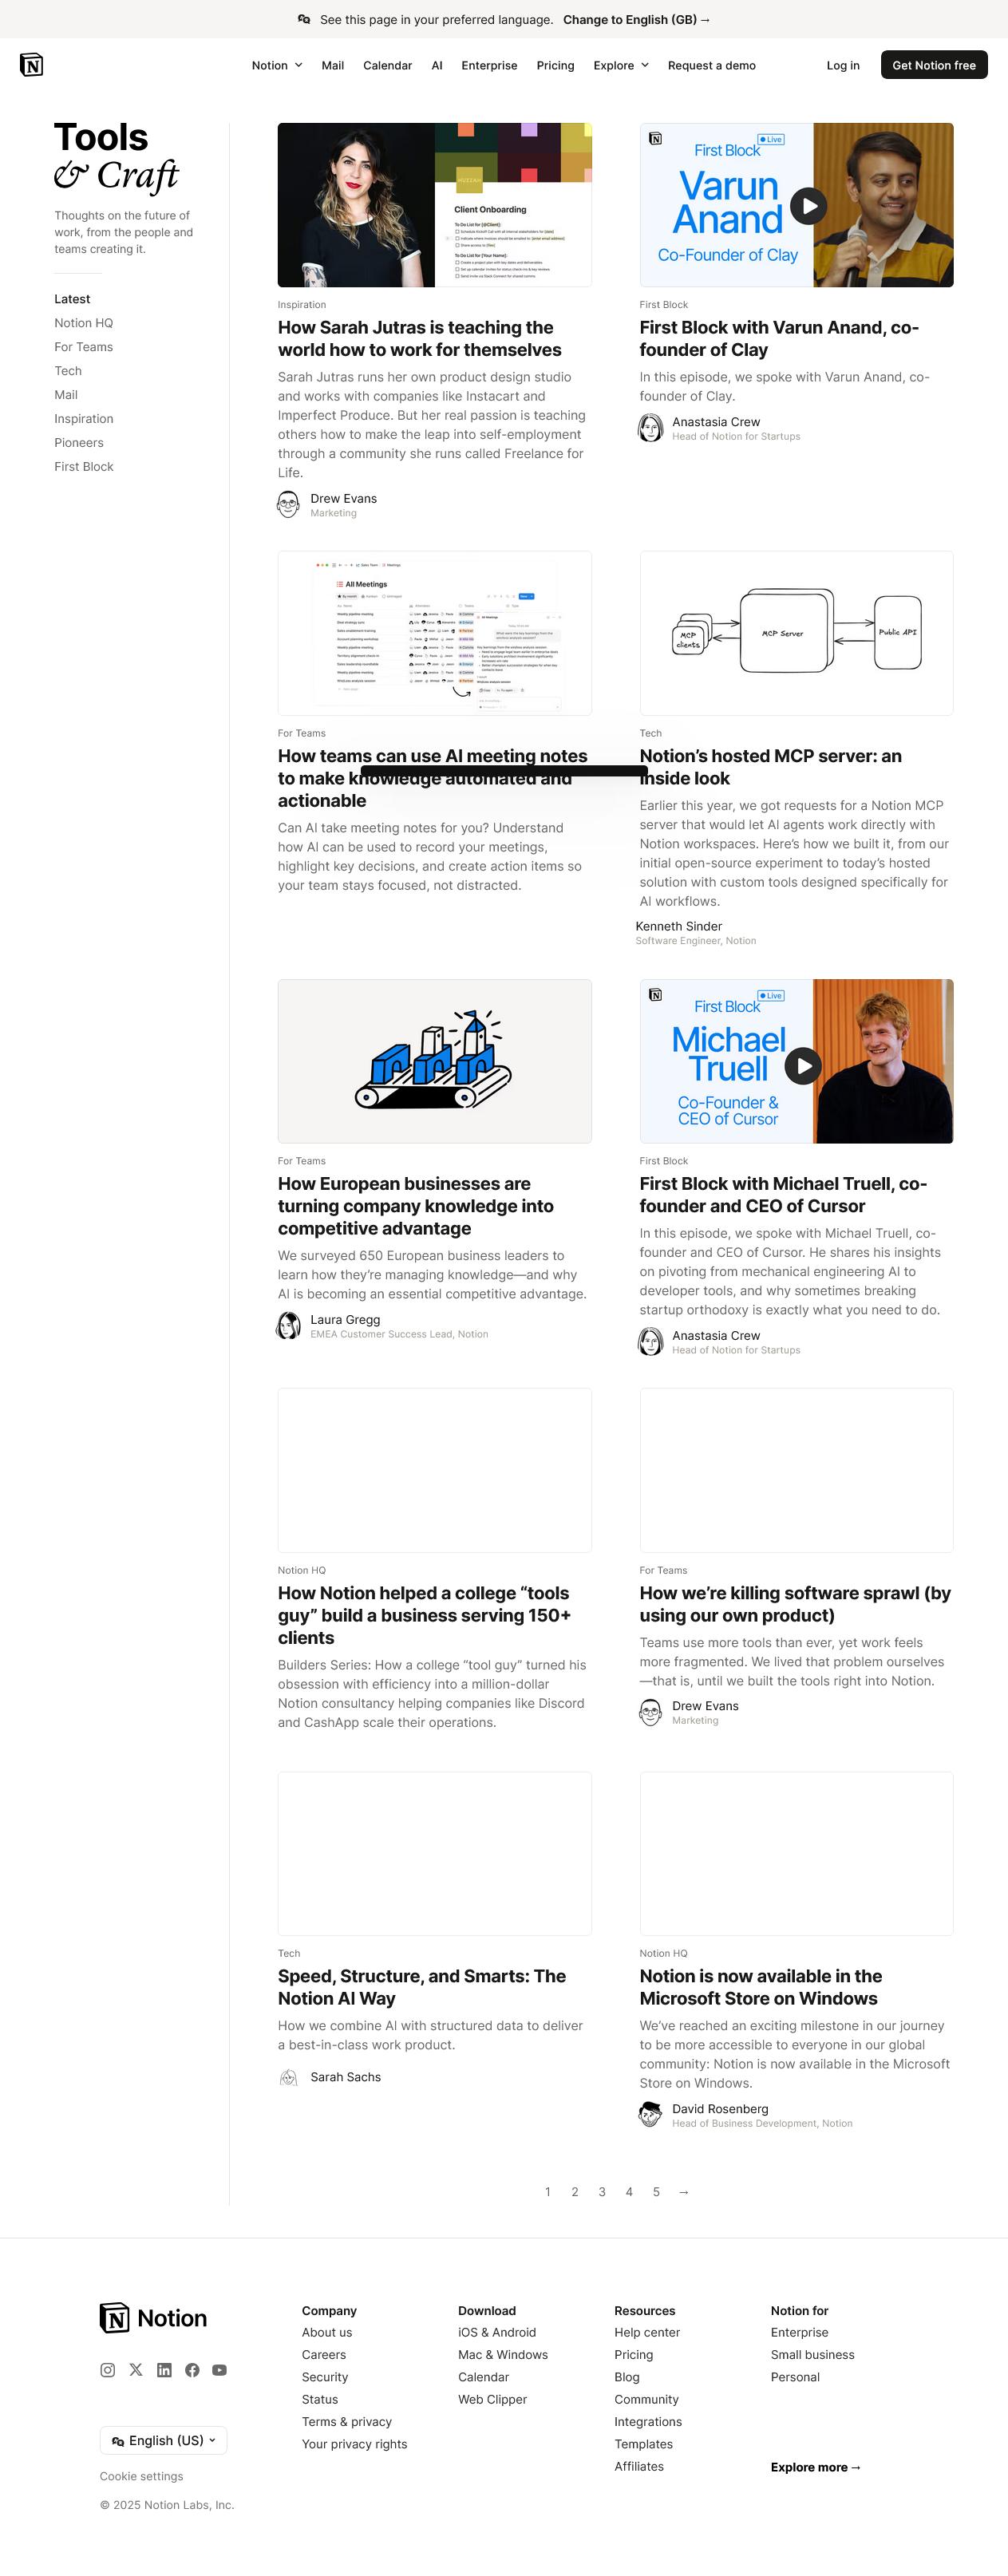 See this page in your preferred language. Change to English (GB) →
Notion Mail Calendar AI Enterprise Pricing Explore Request a demo Log in Get Notion free
Tools
& Craft
Thoughts on the future of
work, from the people and
teams creating it.
Latest
Notion HQ
For Teams
Tech
Mail
Inspiration
Pioneers
First Block
Client Onboarding
To Do List for [@Client]:
To Do List for [Your Name]:
Inspiration
How Sarah Jutras is teaching the
world how to work for themselves
Sarah Jutras runs her own product design studio
and works with companies like Instacart and
Imperfect Produce. But her real passion is teaching
others how to make the leap into self-employment
through a community she runs called Freelance for
Life.
Drew Evans
Marketing
Live
First Block
Varun
Anand
Co-Founder of Clay
First Block
First Block with Varun Anand, co-
founder of Clay
In this episode, we spoke with Varun Anand, co-
founder of Clay.
Anastasia Crew
Head of Notion for Startups
All Meetings
For Teams
How teams can use AI meeting notes
to make knowledge automated and
actionable
Can AI take meeting notes for you? Understand
how AI can be used to record your meetings,
highlight key decisions, and create action items so
your team stays focused, not distracted.
MCP
clients
MCP Server
Public API
Tech
Notion’s hosted MCP server: an
inside look
Earlier this year, we got requests for a Notion MCP
server that would let AI agents work directly with
Notion workspaces. Here’s how we built it, from our
initial open-source experiment to today’s hosted
solution with custom tools designed specifically for
AI workflows.
Kenneth Sinder
Software Engineer, Notion
For Teams
How European businesses are
turning company knowledge into
competitive advantage
We surveyed 650 European business leaders to
learn how they’re managing knowledge—and why
AI is becoming an essential competitive advantage.
Laura Gregg
EMEA Customer Success Lead, Notion
Live
First Block
Michael
Truell
Co-Founder &
CEO of Cursor
First Block
First Block with Michael Truell, co-
founder and CEO of Cursor
In this episode, we spoke with Michael Truell, co-
founder and CEO of Cursor. He shares his insights
on pivoting from mechanical engineering AI to
developer tools, and why sometimes breaking
startup orthodoxy is exactly what you need to do.
Anastasia Crew
Head of Notion for Startups
Notion HQ
How Notion helped a college “tools
guy” build a business serving 150+
clients
Builders Series: How a college “tool guy” turned his
obsession with efficiency into a million-dollar
Notion consultancy helping companies like Discord
and CashApp scale their operations.
For Teams
How we’re killing software sprawl (by
using our own product)
Teams use more tools than ever, yet work feels
more fragmented. We lived that problem ourselves
—that is, until we built the tools right into Notion.
Drew Evans
Marketing
Tech
Speed, Structure, and Smarts: The
Notion AI Way
How we combine AI with structured data to deliver
a best-in-class work product.
Sarah Sachs
Notion HQ
Notion is now available in the
Microsoft Store on Windows
We’ve reached an exciting milestone in our journey
to be more accessible to everyone in our global
community: Notion is now available in the Microsoft
Store on Windows.
David Rosenberg
Head of Business Development, Notion
1 2 3 4 5 →
Notion
English (US)
Cookie settings
© 2025 Notion Labs, Inc.
Company
About us
Careers
Security
Status
Terms & privacy
Your privacy rights
Download
iOS & Android
Mac & Windows
Calendar
Web Clipper
Resources
Help center
Pricing
Blog
Community
Integrations
Templates
Affiliates
Notion for
Enterprise
Small business
Personal
Explore more →